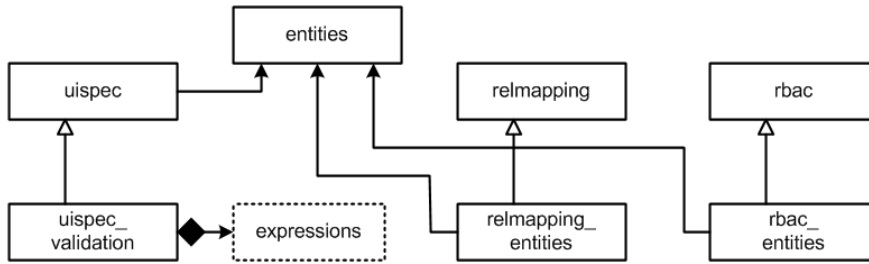 entities
uispec
relmapping
rbac
uispec_
validation
expressions
relmapping_
entities
rbac_
entities